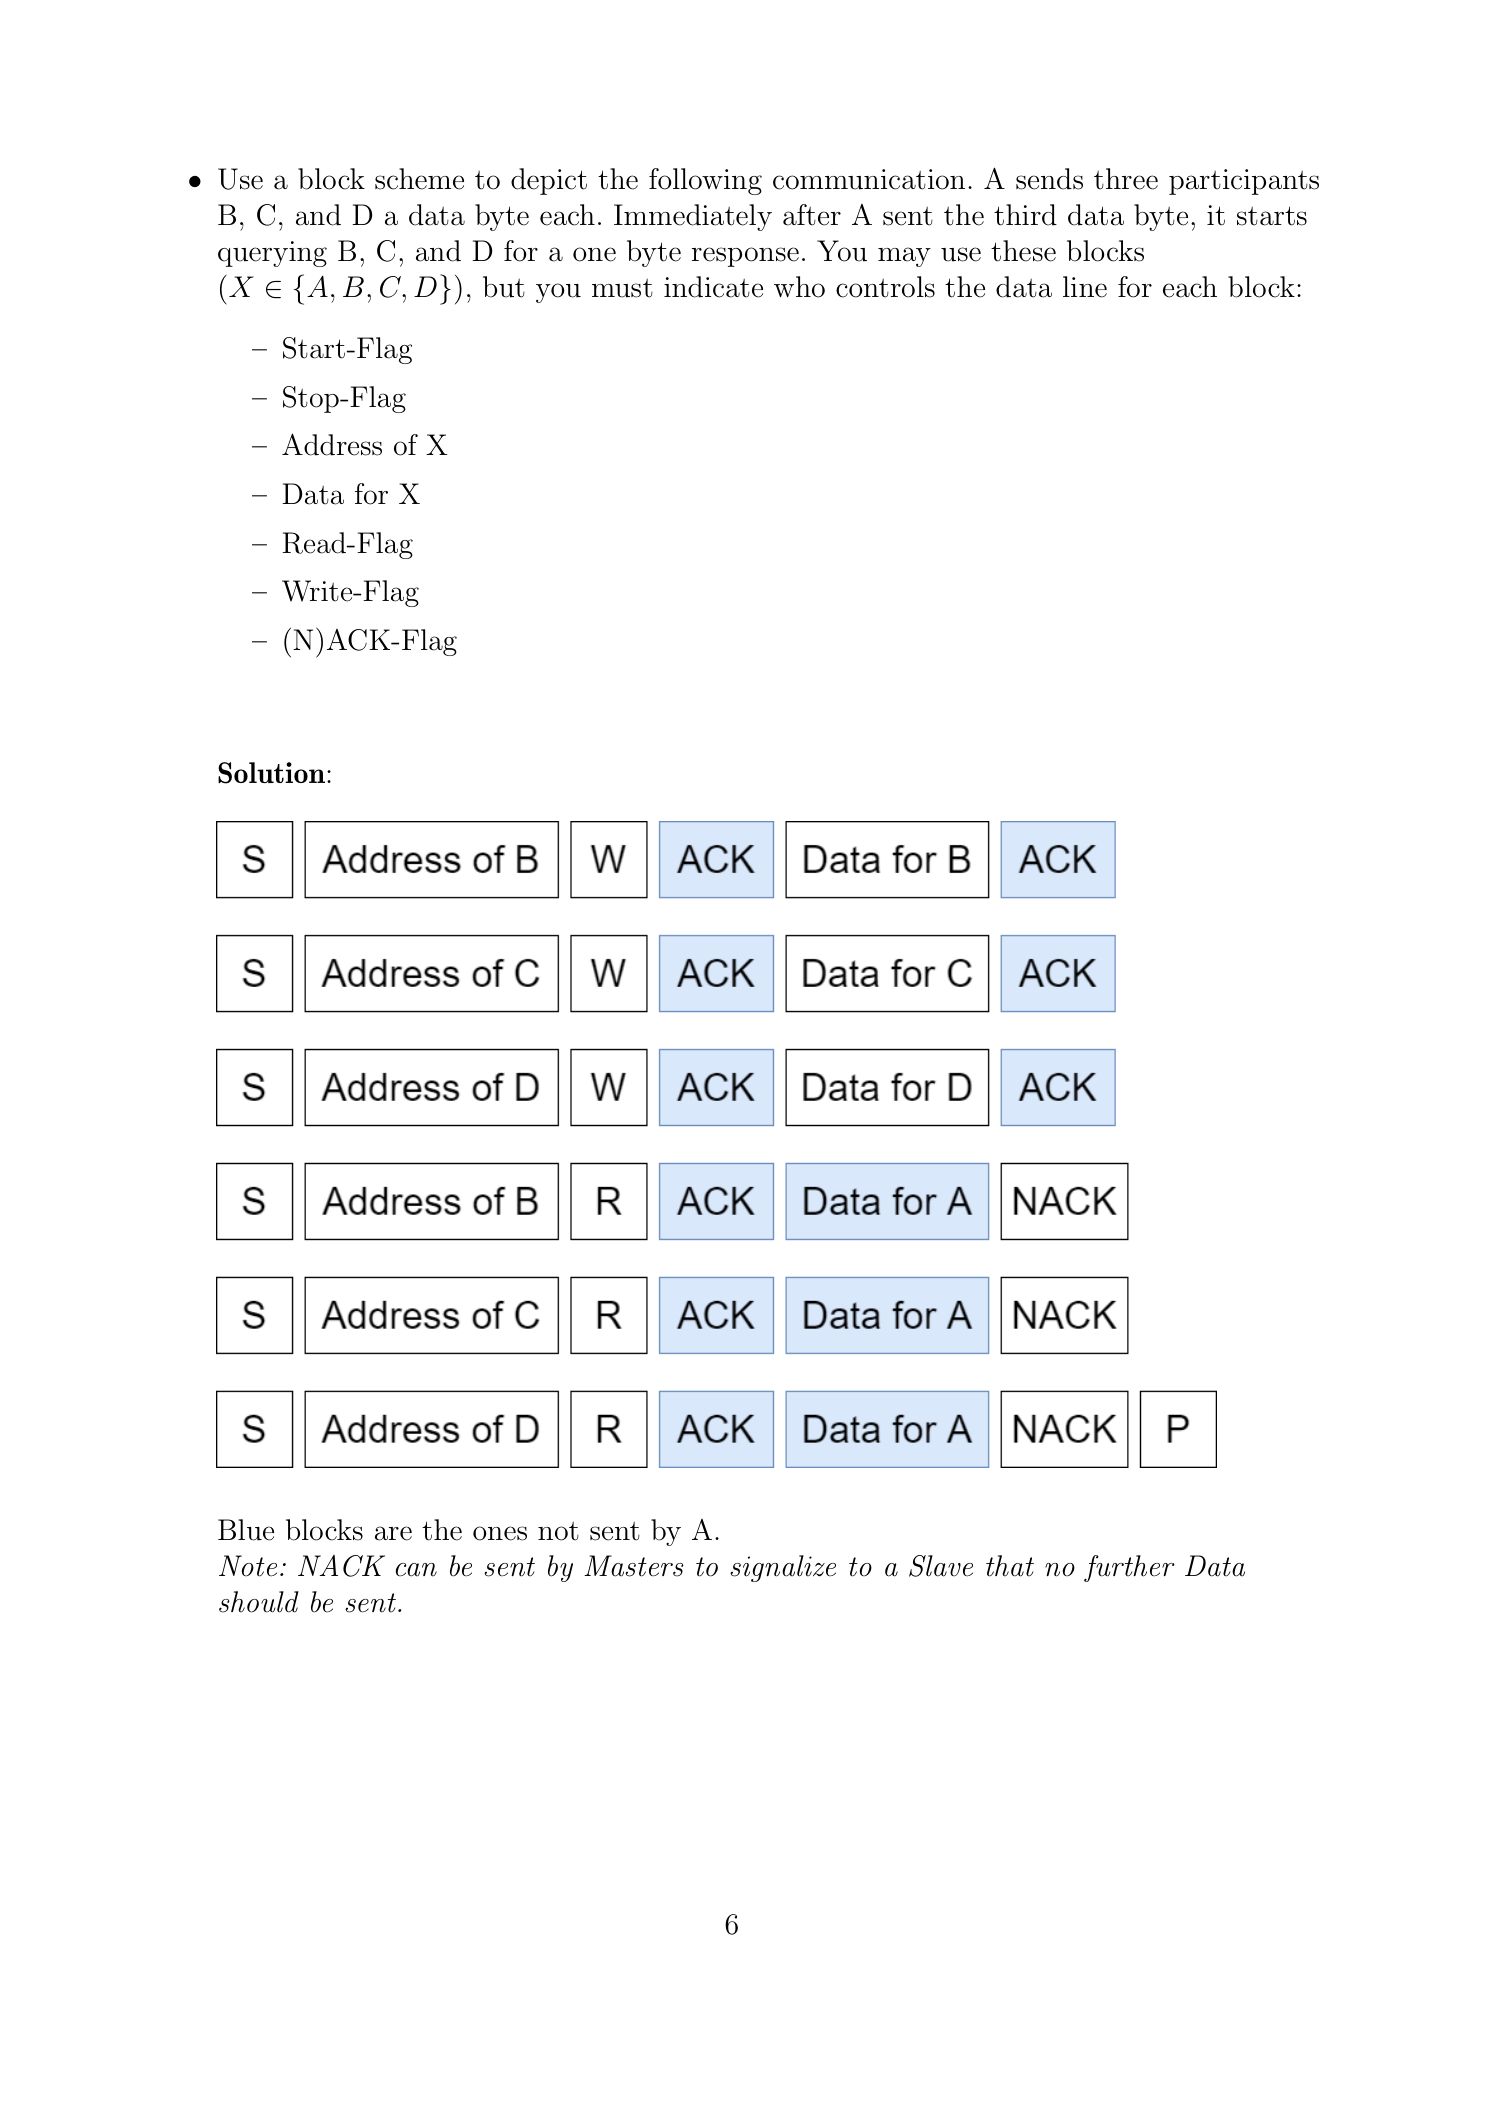 • Use a block scheme to depict the following communication. A sends three participants
B, C, and D a data byte each. Immediately after A sent the third data byte, it starts
querying B, C, and D for a one byte response. You may use these blocks
(X ∈ {A, B, C, D}), but you must indicate who controls the data line for each block:
– Start-Flag
– Stop-Flag
– Address of X
– Data for X
– Read-Flag
– Write-Flag
– (N)ACK-Flag
Solution:
S Address of B W ACK Data for B ACK
S Address of C W ACK Data for C ACK
S Address of D W ACK Data for D ACK
S Address of B R ACK Data for A NACK
S Address of C R ACK Data for A NACK
S Address of D R ACK Data for A NACK P
Blue blocks are the ones not sent by A.
Note: NACK can be sent by Masters to signalize to a Slave that no further Data
should be sent.
6